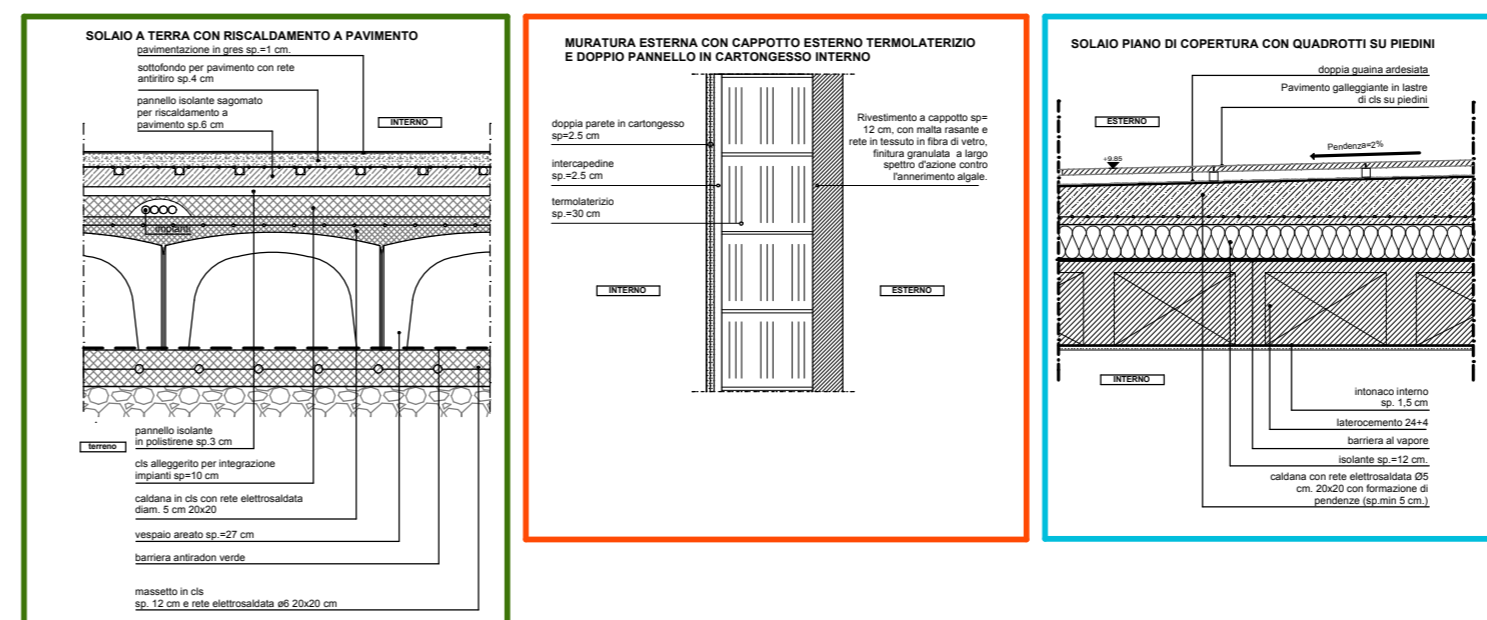 SOLAIO A TERRA CON RISCALDAMENTO A PAVIMENTO
pavimentazione in gres sp.=1 cm.
sottofondo per pavimento con rete
antiritiro sp.4 cm
pannello isolante sagomato
per riscaldamento a
pavimento sp.6 cm
INTERNO
impianti
terreno
pannello isolante
in polistirene sp.3 cm
cls alleggerito per integrazione
impianti sp=10 cm
caldana in cls con rete elettrosaldata
diam. 5 cm 20x20
vespaio areato sp.=27 cm
barriera antiradon verde
massetto in cls
sp. 12 cm e rete elettrosaldata ø6 20x20 cm
MURATURA ESTERNA CON CAPPOTTO ESTERNO TERMOLATERIZIO
E DOPPIO PANNELLO IN CARTONGESSO INTERNO
doppia parete in cartongesso
sp=2.5 cm
intercapedine
sp.=2.5 cm
termolaterizio
sp.=30 cm
Rivestimento a cappotto sp=
12 cm, con malta rasante e
rete in tessuto in fibra di vetro,
finitura granulata a largo
spettro d'azione contro
l'annerimento algale.
INTERNO
ESTERNO
SOLAIO PIANO DI COPERTURA CON QUADROTTI SU PIEDINI
doppia guaina ardesiata
Pavimento galleggiante in lastre
di cls su piedini
ESTERNO
Pendenza=2%
+9.85
INTERNO
intonaco interno
sp. 1,5 cm
laterocemento 24+4
barriera al vapore
isolante sp.=12 cm.
caldana con rete elettrosaldata Ø5
cm. 20x20 con formazione di
pendenze (sp.min 5 cm.)